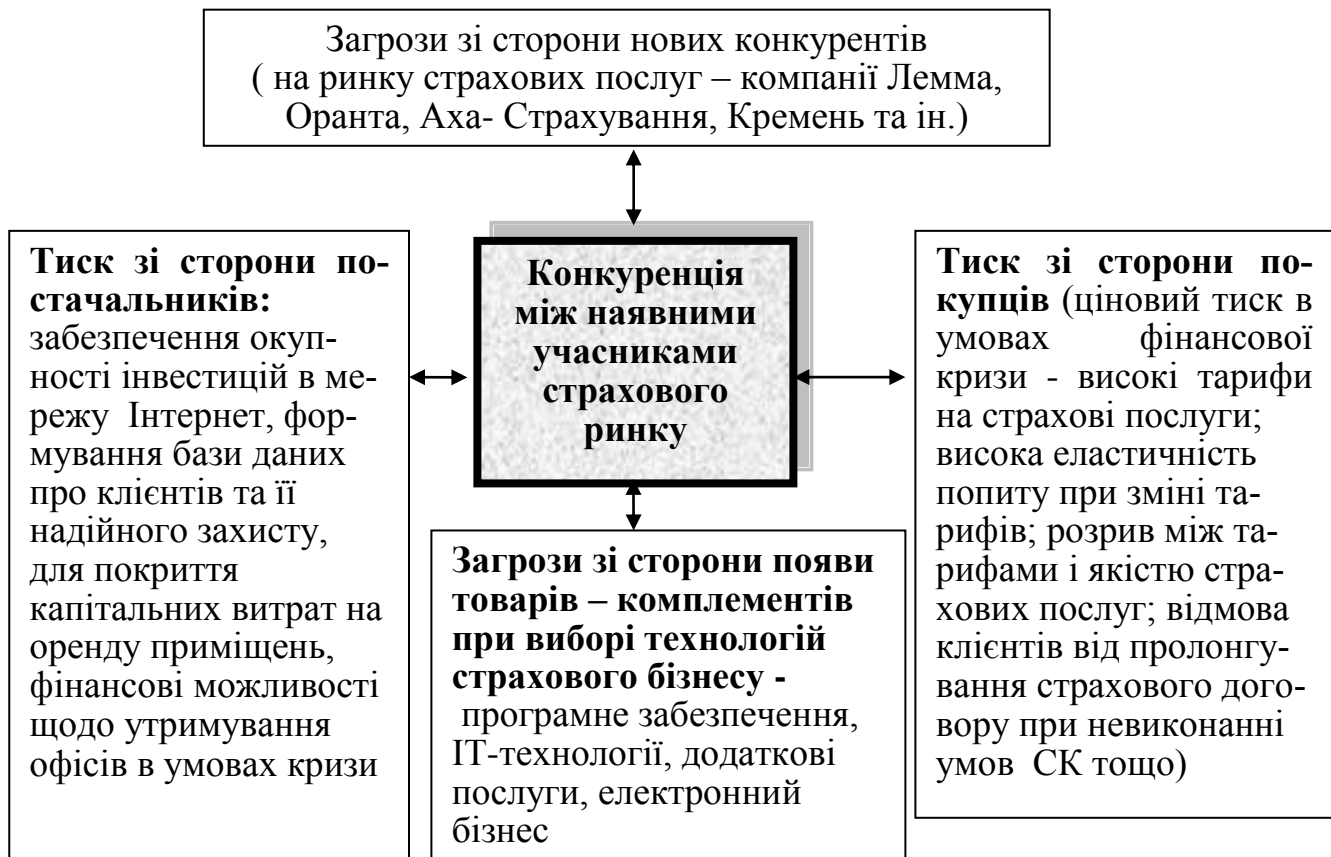 Загрози зі сторони нових конкурентів
( на ринку страхових послуг – компанії Лемма,
Оранта, Аха- Страхування, Кремень та ін.)
Тиск зі сторони по-
стачальників:
забезпечення окуп-
ності інвестицій в ме-
режу Інтернет, фор-
мування бази даних
про клієнтів та її
надійного захисту,
для покриття
капітальних витрат на
оренду приміщень,
фінансові можливості
щодо утримування
офісів в умовах кризи
Конкуренція
між наявними
учасниками
страхового
ринку
Загрози зі сторони появи
товарів – комплементів
при виборі технологій
страхового бізнесу -
програмне забезпечення,
ІТ-технології, додаткові
послуги, електронний
бізнес
Тиск зі сторони по-
купців (ціновий тиск в
умовах фінансової
кризи - високі тарифи
на страхові послуги;
висока еластичність
попиту при зміні та-
рифів; розрив між та-
рифами і якістю стра-
хових послуг; відмова
клієнтів від пролонгу-
вання страхового дого-
вору при невиконанні
умов СК тощо)